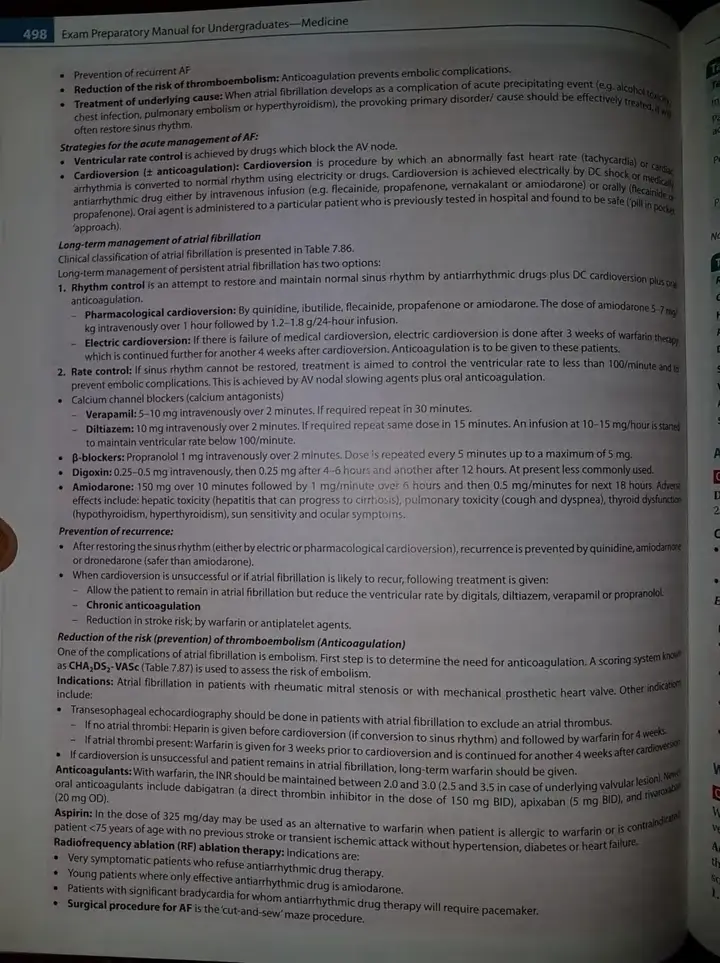 498 Exam Preparatory Manual for Undergraduates—Medicine
• Prevention of recurrent AF
• Reduction of the risk of thromboembolism: Anticoagulation prevents embolic complications.
• Treatment of underlying cause: When atrial fibrillation develops as a complication of acute precipitating event (e.g. alcohol toxicity,
chest infection, pulmonary embolism or hyperthyroidism), the provoking primary disorder/ cause should be effectively treated,
often restore sinus rhythm.
Strategies for the acute management of AF:
• Ventricular rate control is achieved by drugs which block the AV node.
• Cardioversion (± anticoagulation): Cardioversion is procedure by which an abnormally fast heart rate (tachycardia) or cardiac
arrhythmia is converted to normal rhythm using electricity or drugs. Cardioversion is achieved electrically by DC shock or medically
antiarrhythmic drug either by intravenous infusion (e.g. flecainide, propafenone, vernakalant or amiodarone) or orally (flecainide or
propafenone). Oral agent is administered to a particular patient who is previously tested in hospital and found to be safe ('pill in pocket
'approach).
Long-term management of atrial fibrillation
Clinical classification of atrial fibrillation is presented in Table 7.86.
Long-term management of persistent atrial fibrillation has two options:
1. Rhythm control is an attempt to restore and maintain normal sinus rhythm by antiarrhythmic drugs plus DC cardioversion plus oral
anticoagulation.
– Pharmacological cardioversion: By quinidine, ibutilide, flecainide, propafenone or amiodarone. The dose of amiodarone 5–7 mg/
kg intravenously over 1 hour followed by 1.2–1.8 g/24-hour infusion.
– Electric cardioversion: If there is failure of medical cardioversion, electric cardioversion is done after 3 weeks of warfarin therapy
which is continued further for another 4 weeks after cardioversion. Anticoagulation is to be given to these patients.
2. Rate control: If sinus rhythm cannot be restored, treatment is aimed to control the ventricular rate to less than 100/minute and to
prevent embolic complications. This is achieved by AV nodal slowing agents plus oral anticoagulation.
• Calcium channel blockers (calcium antagonists)
– Verapamil: 5–10 mg intravenously over 2 minutes. If required repeat in 30 minutes.
– Diltiazem: 10 mg intravenously over 2 minutes. If required repeat same dose in 15 minutes. An infusion at 10–15 mg/hour is started
to maintain ventricular rate below 100/minute.
• β-blockers: Propranolol 1 mg intravenously over 2 minutes. Dose is repeated every 5 minutes up to a maximum of 5 mg.
• Digoxin: 0.25–0.5 mg intravenously, then 0.25 mg after 4–6 hours and another after 12 hours. At present less commonly used.
• Amiodarone: 150 mg over 10 minutes followed by 1 mg/minute over 6 hours and then 0.5 mg/minutes for next 18 hours. Adverse
effects include: hepatic toxicity (hepatitis that can progress to cirrhosis), pulmonary toxicity (cough and dyspnea), thyroid dysfunction
(hypothyroidism, hyperthyroidism), sun sensitivity and ocular symptoms.
Prevention of recurrence:
• After restoring the sinus rhythm (either by electric or pharmacological cardioversion), recurrence is prevented by quinidine, amiodarone
or dronedarone (safer than amiodarone).
• When cardioversion is unsuccessful or if atrial fibrillation is likely to recur, following treatment is given:
– Allow the patient to remain in atrial fibrillation but reduce the ventricular rate by digitals, diltiazem, verapamil or propranolol.
– Chronic anticoagulation
– Reduction in stroke risk; by warfarin or antiplatelet agents.
Reduction of the risk (prevention) of thromboembolism (Anticoagulation)
One of the complications of atrial fibrillation is embolism. First step is to determine the need for anticoagulation. A scoring system known
as CHA₂DS₂-VASc (Table 7.87) is used to assess the risk of embolism.
Indications: Atrial fibrillation in patients with rheumatic mitral stenosis or with mechanical prosthetic heart valve. Other indication
include:
• Transesophageal echocardiography should be done in patients with atrial fibrillation to exclude an atrial thrombus.
– If no atrial thrombi: Heparin is given before cardioversion (if conversion to sinus rhythm) and followed by warfarin for 4 weeks.
– If atrial thrombi present: Warfarin is given for 3 weeks prior to cardioversion and is continued for another 4 weeks after cardioversion
• If cardioversion is unsuccessful and patient remains in atrial fibrillation, long-term warfarin should be given.
Anticoagulants: With warfarin, the INR should be maintained between 2.0 and 3.0 (2.5 and 3.5 in case of underlying valvular lesion). Newer
oral anticoagulants include dabigatran (a direct thrombin inhibitor in the dose of 150 mg BID), apixaban (5 mg BID), and rivaroxaban
(20 mg OD).
Aspirin: In the dose of 325 mg/day may be used as an alternative to warfarin when patient is allergic to warfarin or is contraindicated
patient <75 years of age with no previous stroke or transient ischemic attack without hypertension, diabetes or heart failure.
Radiofrequency ablation (RF) ablation therapy: Indications are:
• Very symptomatic patients who refuse antiarrhythmic drug therapy.
• Young patients where only effective antiarrhythmic drug is amiodarone.
• Patients with significant bradycardia for whom antiarrhythmic drug therapy will require pacemaker.
• Surgical procedure for AF is the 'cut-and-sew' maze procedure.